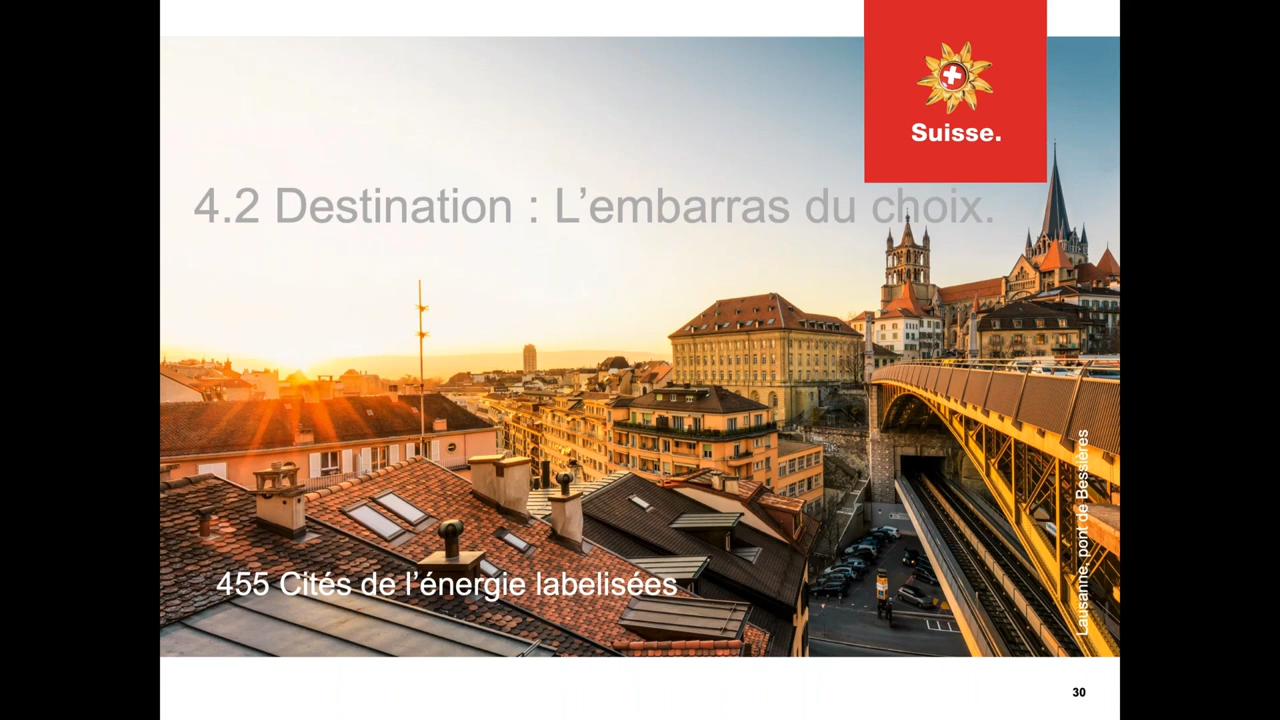 Suisse.
4.2 Destination : L’embarras du choix.
455 Cités de l’énergie labelisées
Lausanne, pont de Bessières
30